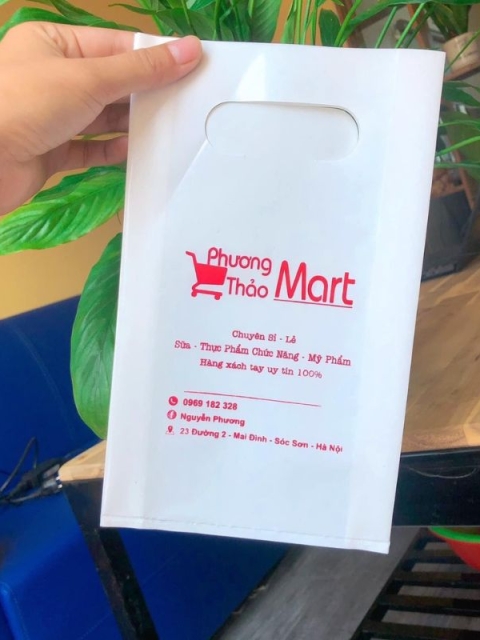 Phương
Thảo Mart
Chuyên Sỉ - Lẻ
Sữa - Thực Phẩm Chức Năng - Mỹ Phẩm
Hàng xách tay uy tín 100%
0969 182 328
Nguyễn Phương
23 Đường 2 - Mai Đình - Sóc Sơn - Hà Nội